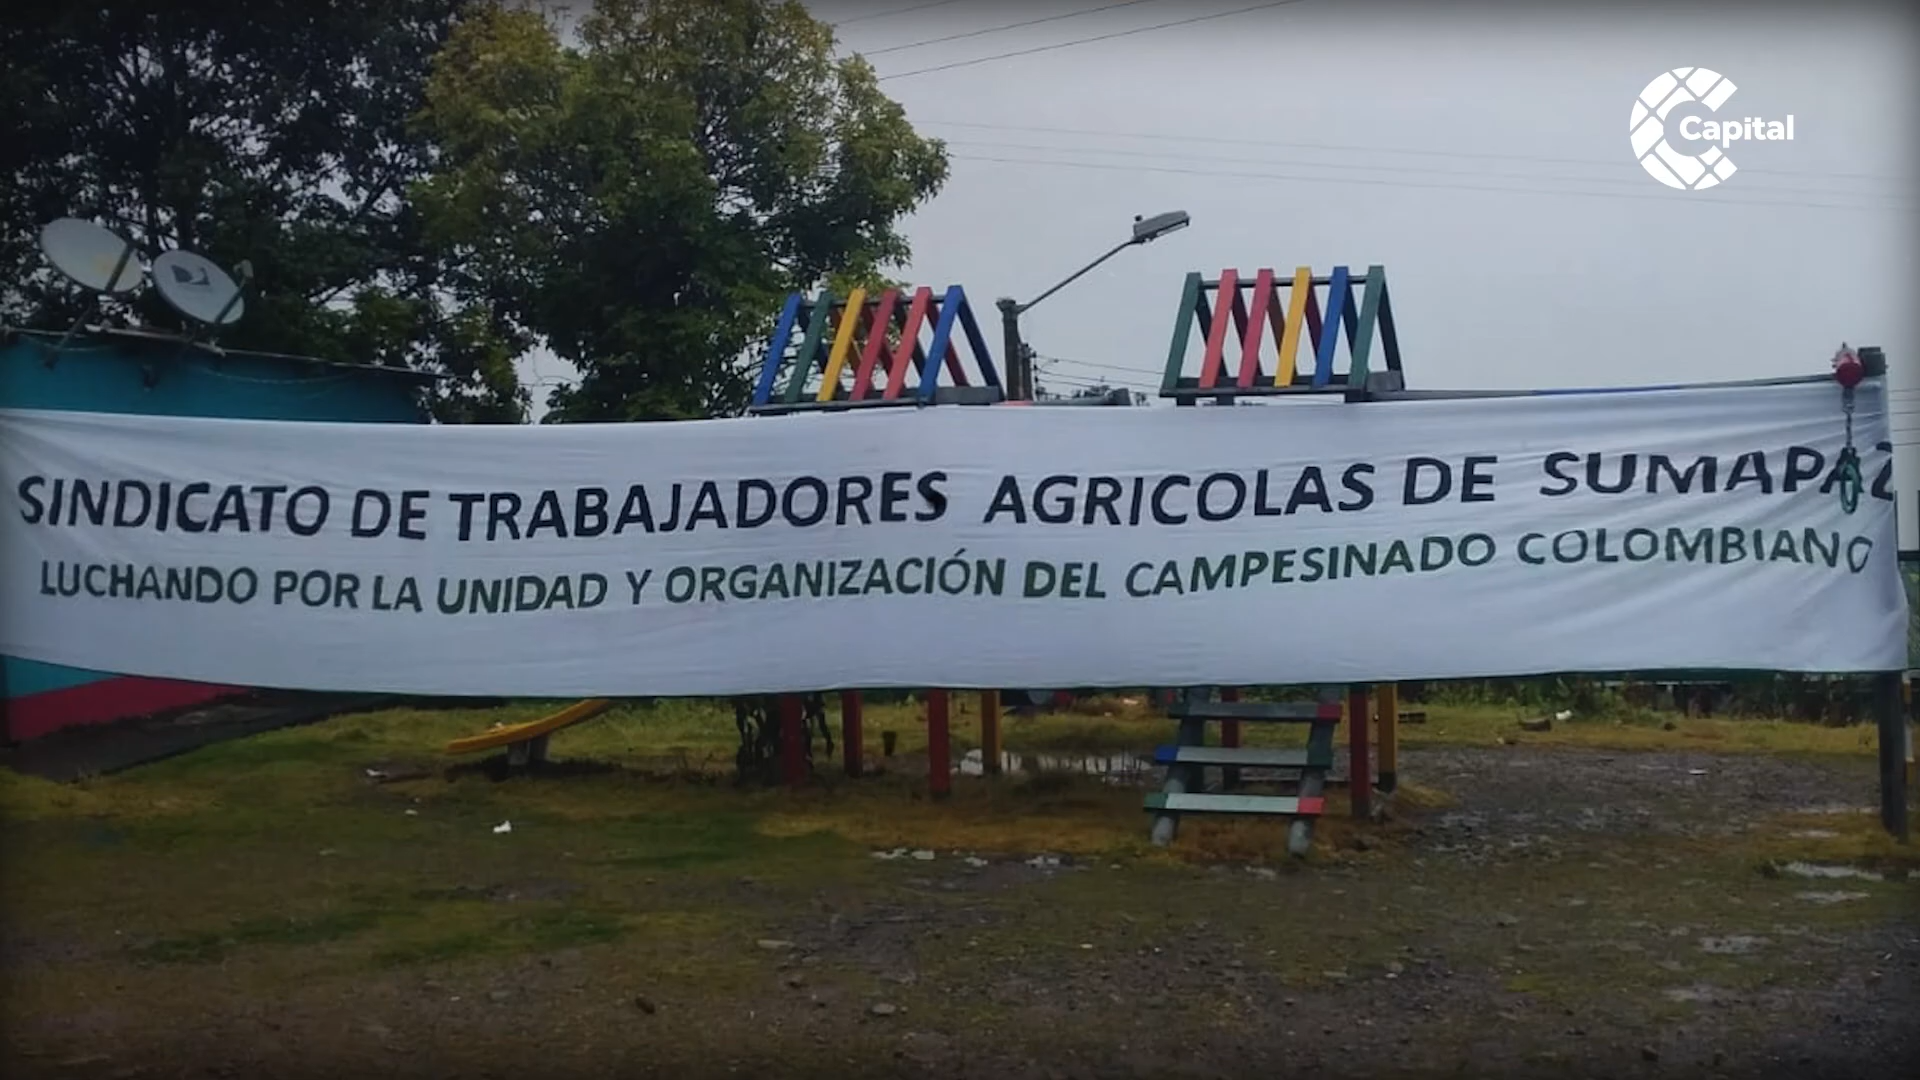 Capital
SINDICATO DE TRABAJADORES AGRICOLAS DE SUMAPAZ
LUCHANDO POR LA UNIDAD Y ORGANIZACIÓN DEL CAMPESINADO COLOMBIANO